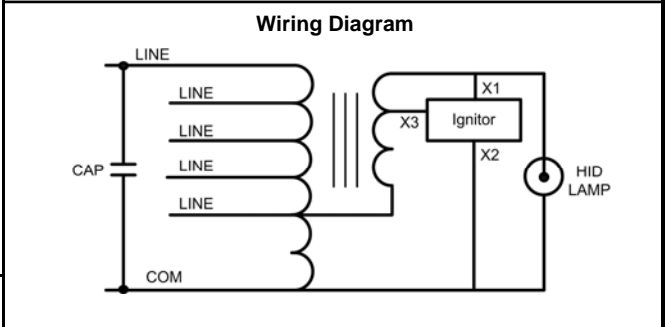 Wiring Diagram
LINE
LINE
LINE
LINE
LINE
CAP
COM
X1
X3
Ignitor
X2
HID
LAMP